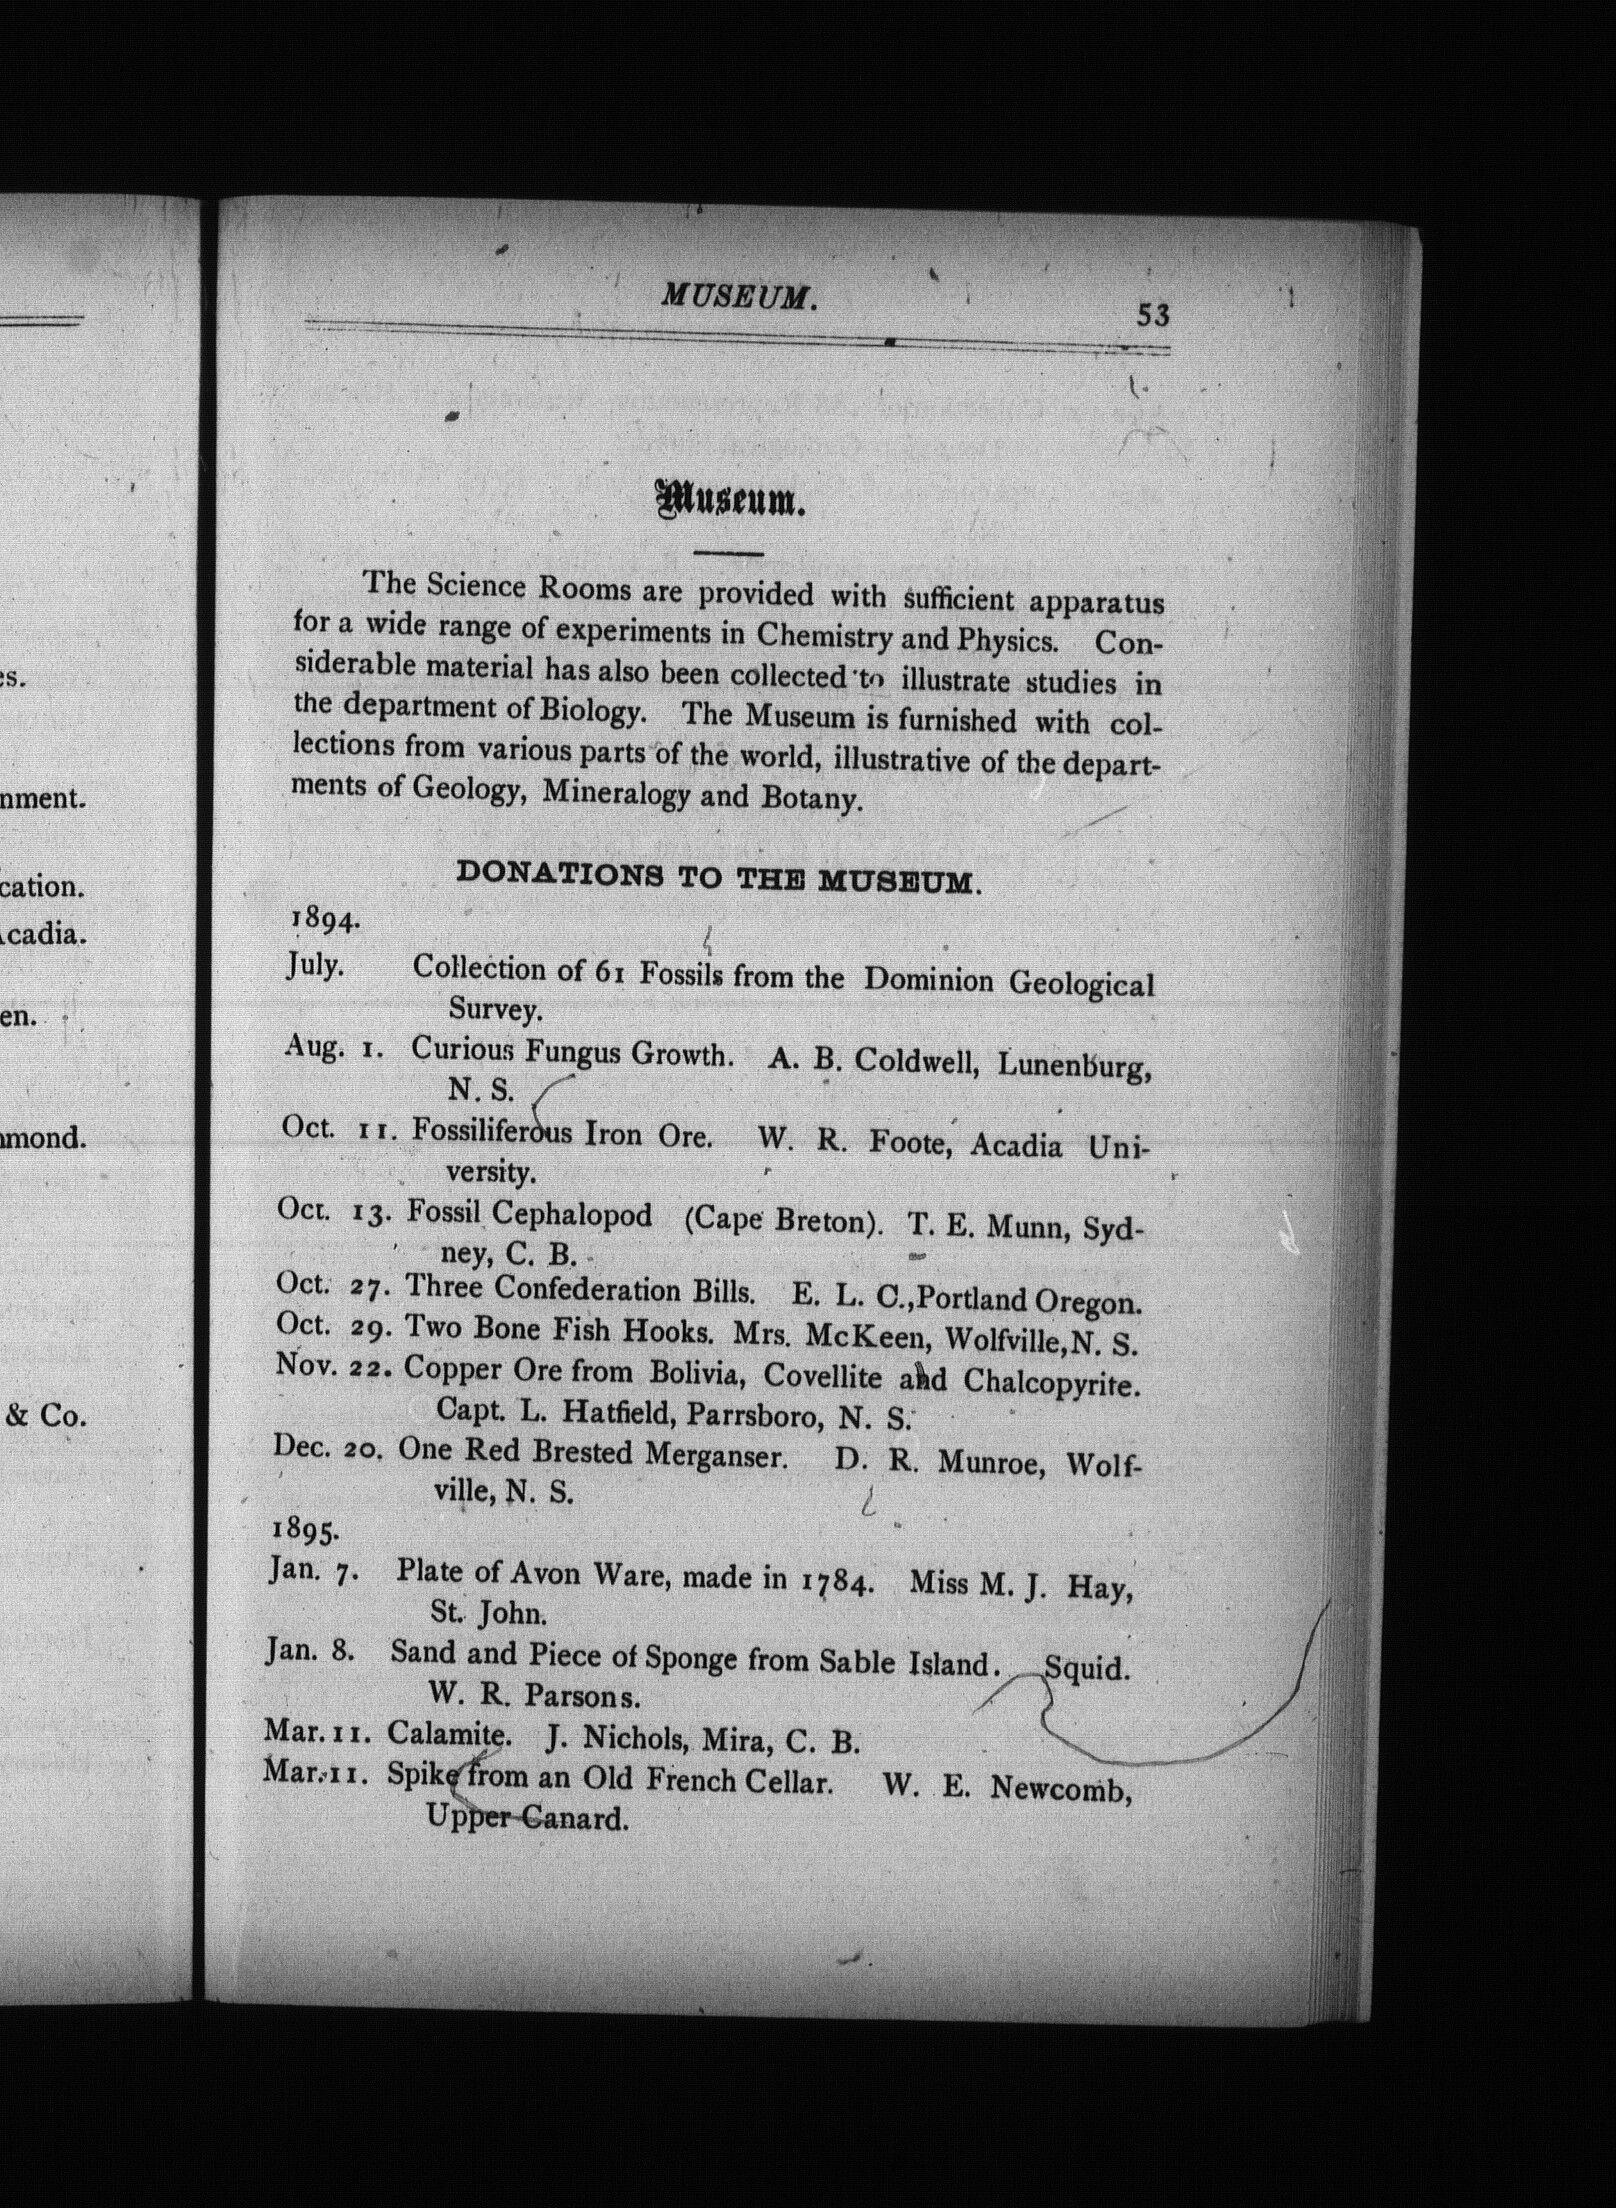 es.
nment.
cation.
Acadia.
en.
mond.
& Co.
MUSEUM. 53
Museum.
The Science Rooms are provided with sufficient apparatus
for a wide range of experiments in Chemistry and Physics. Con-
siderable material has also been collected to illustrate studies in
the department of Biology. The Museum is furnished with col-
lections from various parts of the world, illustrative of the depart-
ments of Geology, Mineralogy and Botany.
DONATIONS TO THE MUSEUM.
1894.
July. Collection of 61 Fossils from the Dominion Geological
Survey.
Aug. 1. Curious Fungus Growth. A. B. Coldwell, Lunenburg,
N. S.
Oct. 11. Fossiliferous Iron Ore. W. R. Foote, Acadia Uni-
versity.
Oct. 13. Fossil Cephalopod (Cape Breton). T. E. Munn, Syd-
ney, C. B.
Oct. 27. Three Confederation Bills. E. L. C., Portland Oregon.
Oct. 29. Two Bone Fish Hooks. Mrs. McKeen, Wolfville, N. S.
Nov. 22. Copper Ore from Bolivia, Covellite and Chalcopyrite.
Capt. L. Hatfield, Parrsboro, N. S.
Dec. 20. One Red Brested Merganser. D. R. Munroe, Wolf-
ville, N. S.
1895.
Jan. 7. Plate of Avon Ware, made in 1784. Miss M. J. Hay,
St. John.
Jan. 8. Sand and Piece of Sponge from Sable Island. Squid.
W. R. Parsons.
Mar. 11. Calamite. J. Nichols, Mira, C. B.
Mar. 11. Spike from an Old French Cellar. W. E. Newcomb,
Upper Canard.